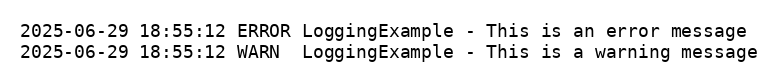 2025-06-29 18:55:12 ERROR LoggingExample - This is an error message
2025-06-29 18:55:12 WARN  LoggingExample - This is a warning message